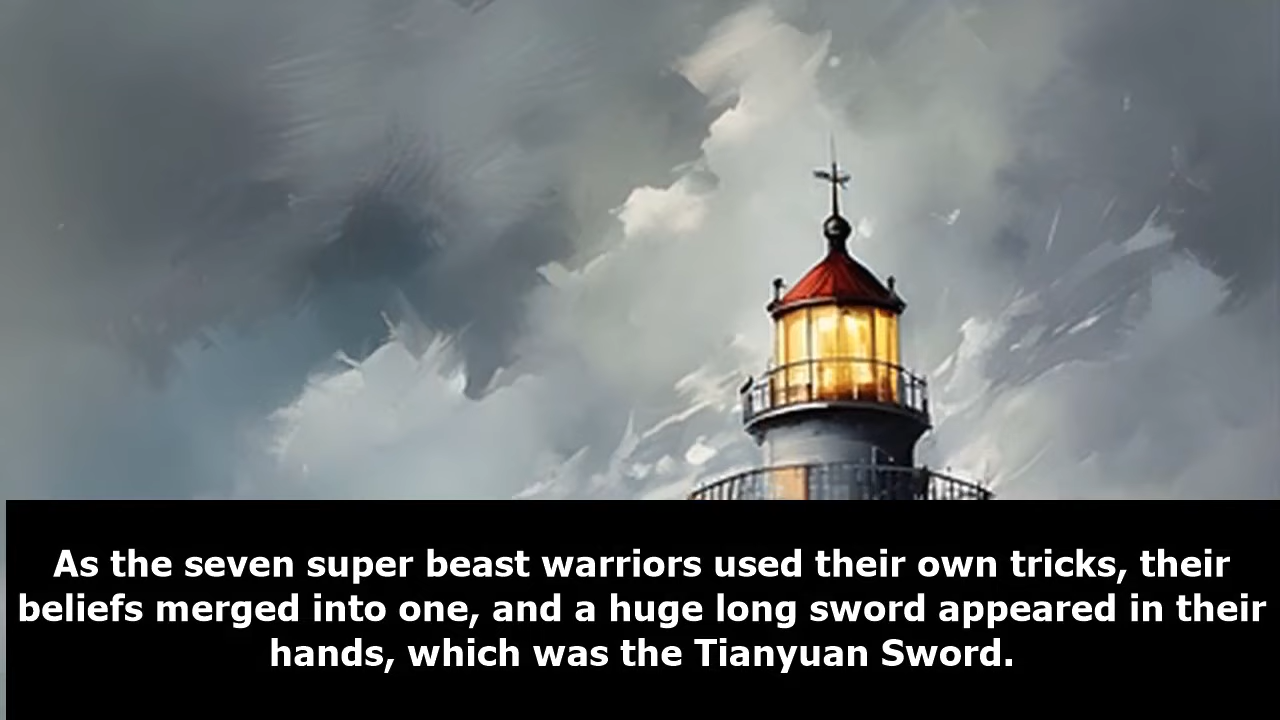 As the seven super beast warriors used their own tricks, their
beliefs merged into one, and a huge long sword appeared in their
hands, which was the Tianyuan Sword.